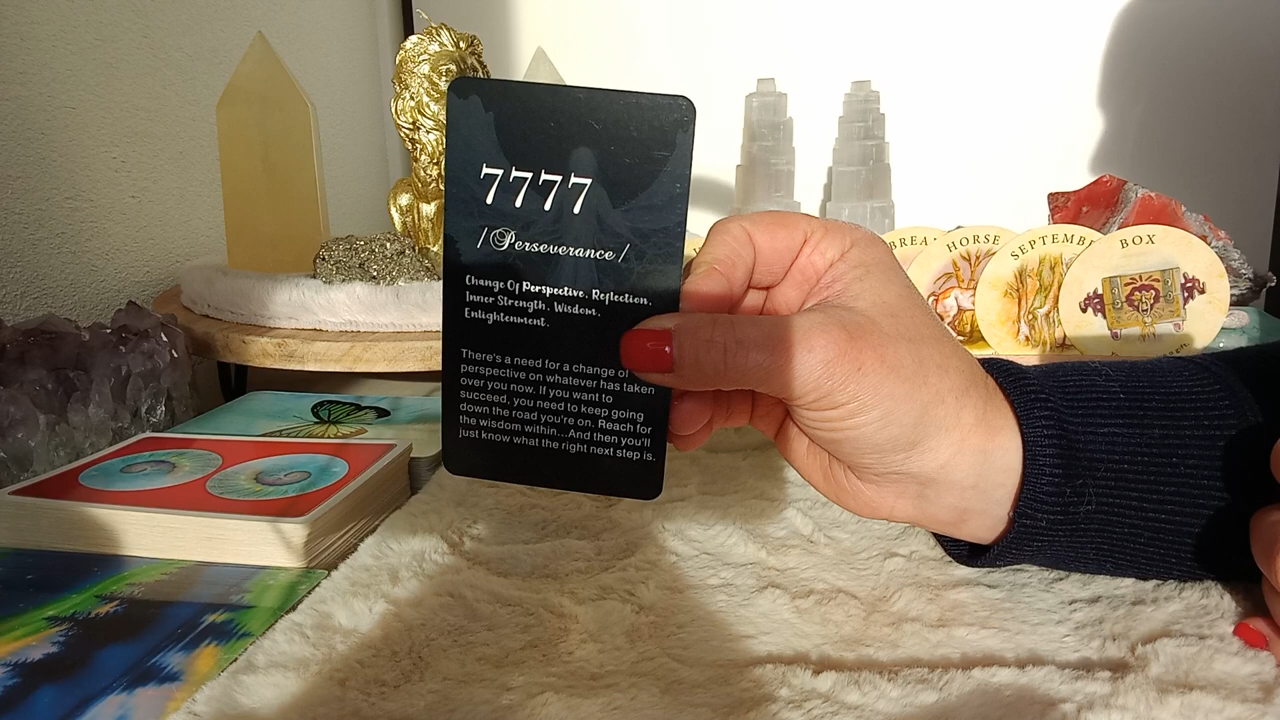 7777
/Perseverance/
Change Of Perspective, Reflection,
Inner Strength, Wisdom,
Enlightenment.
There's a need for a change of
perspective on whatever has taken
over you now. If you want to
succeed, you need to keep going
down the road you're on. Reach for
the wisdom within...And then you'll
just know what the right next step is.
HORSE
SEPTEMB
BOX